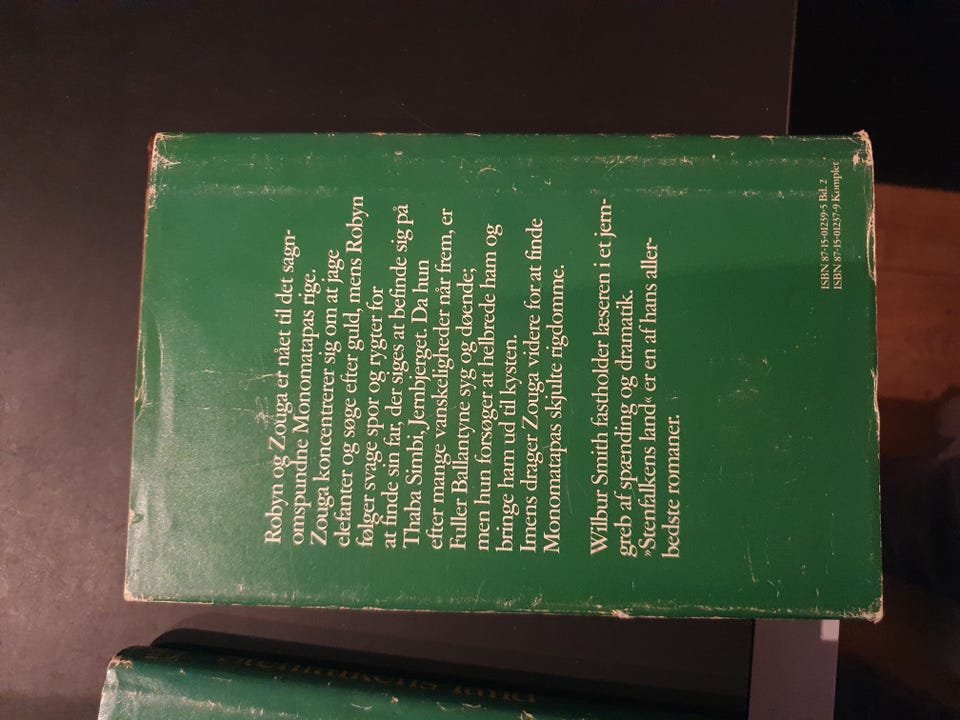 Robyn og Zouga er nået til det sagn-
omspundne Monomatapas rige.
Zouga koncentrerer sig om at jage
elefanter og søge efter guld, mens Robyn
følger svage spor og rygter for
at finde sin far, der siges at befinde sig på
Thaba Simbi, Jernbjerget. Da hun
efter mange vanskeligheder når frem, er
Fuller Ballantyne syg og døende;
men hun forsøger at helbrede ham og
bringe ham ud til kysten.
Imens drager Zouga videre for at finde
Monomatapas skjulte rigdomme.
Wilbur Smith fastholder læseren i et jern-
greb af spænding og dramatik.
»Stenfalkens land« er en af hans aller-
bedste romaner.
ISBN 87-15-01239-5 Bd. 2
ISBN 87-15-01237-9 Komplet
Stenfalkens land